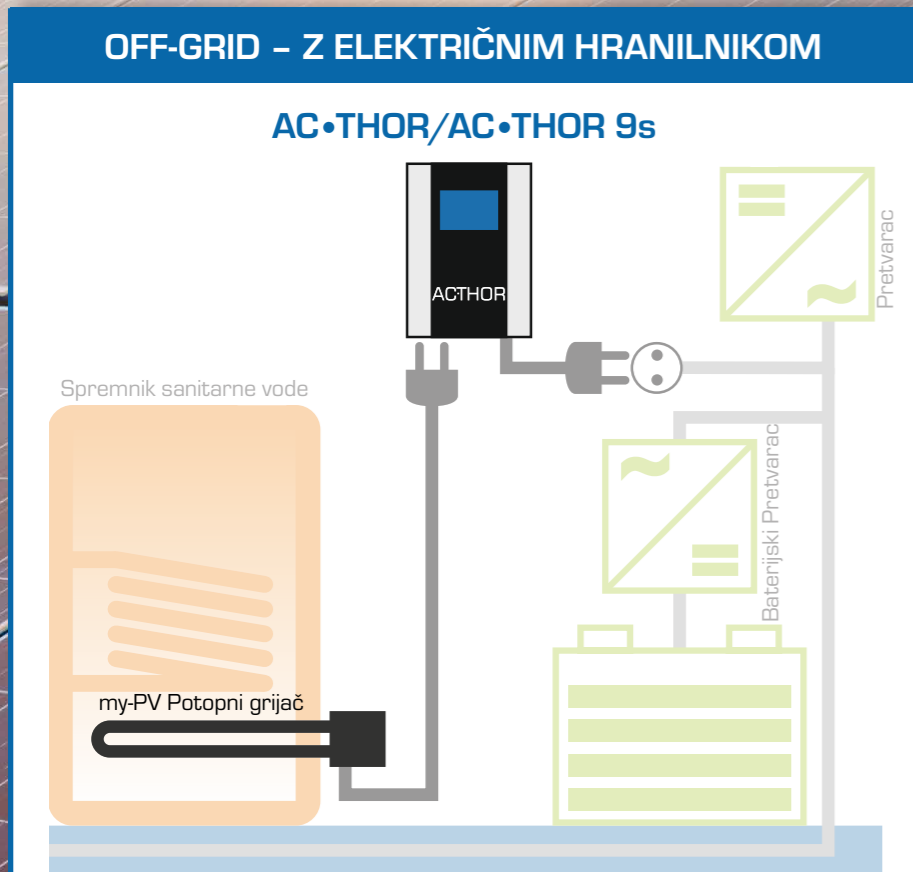 OFF-GRID – Z ELEKTRIČNIM HRANILNIKOM
AC•THOR/AC•THOR 9s
ACTHOR
Pretvarac
Spremnik sanitarne vode
Baterijski Pretvarac
my-PV Potopni grijač